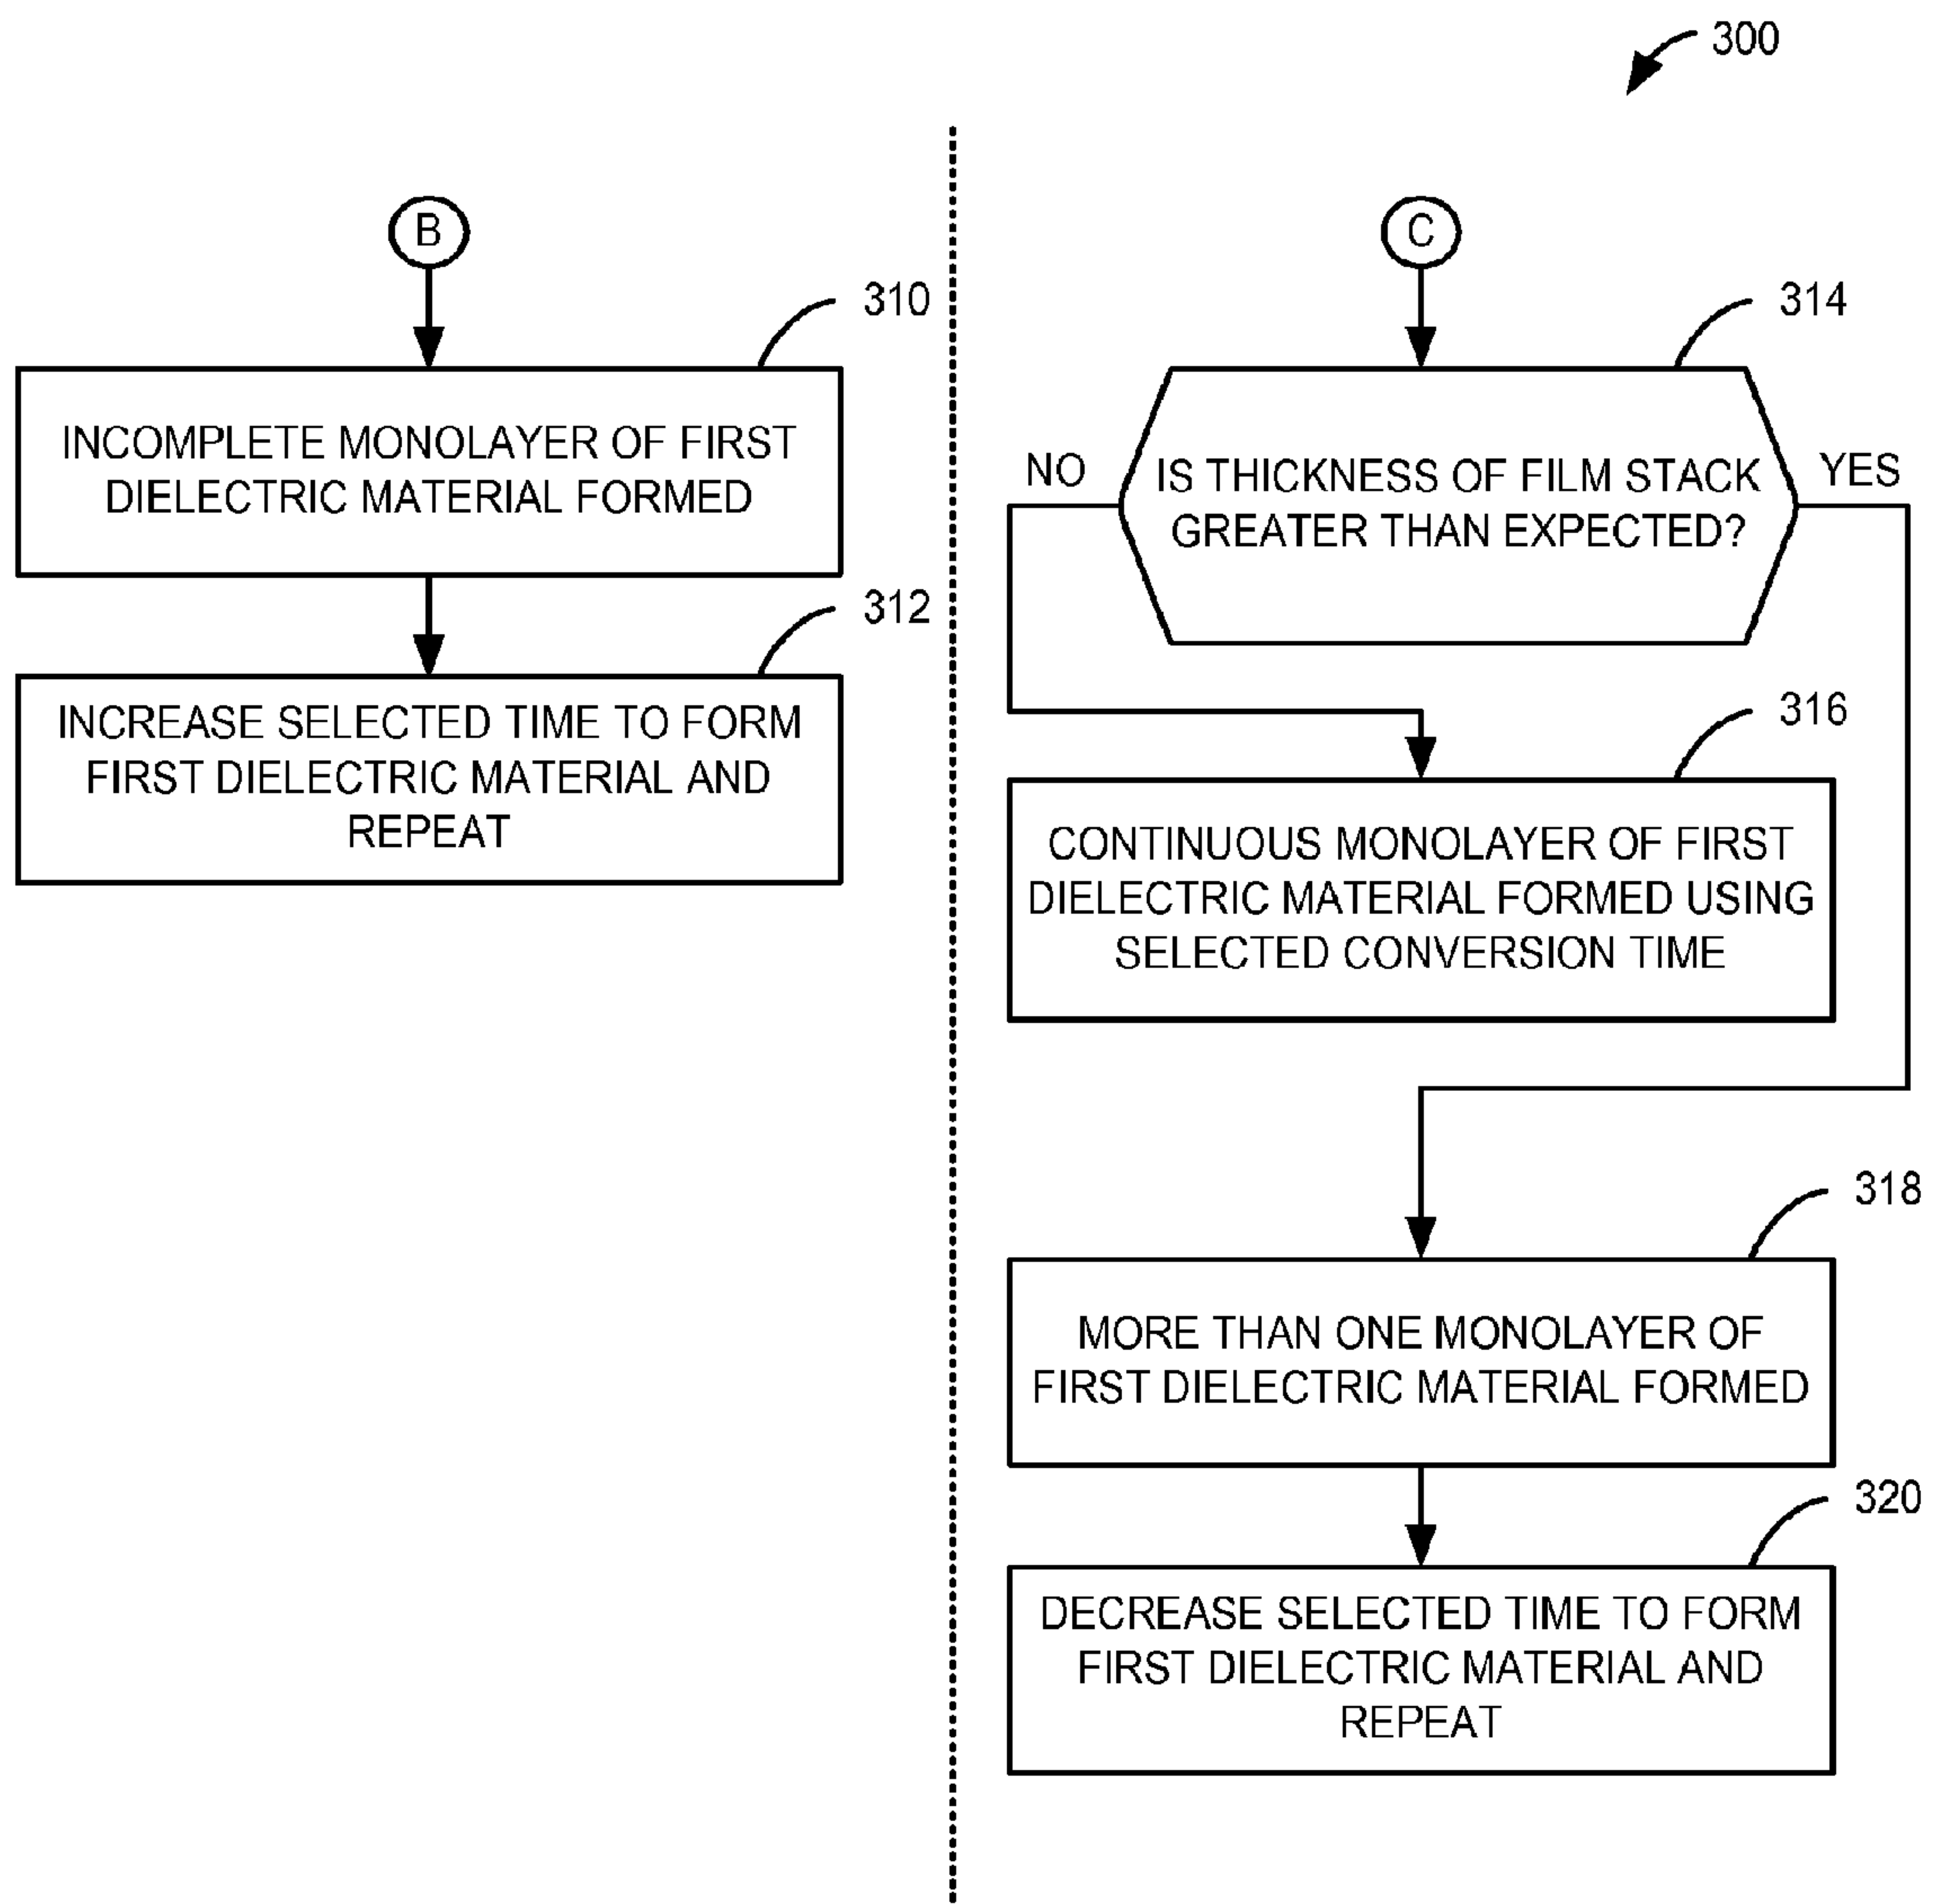 300
B
310
INCOMPLETE MONOLAYER OF FIRST
DIELECTRIC MATERIAL FORMED
312
INCREASE SELECTED TIME TO FORM
FIRST DIELECTRIC MATERIAL AND
REPEAT
C
314
NO
IS THICKNESS OF FILM STACK
GREATER THAN EXPECTED?
YES
316
CONTINUOUS MONOLAYER OF FIRST
DIELECTRIC MATERIAL FORMED USING
SELECTED CONVERSION TIME
318
MORE THAN ONE MONOLAYER OF
FIRST DIELECTRIC MATERIAL FORMED
320
DECREASE SELECTED TIME TO FORM
FIRST DIELECTRIC MATERIAL AND
REPEAT